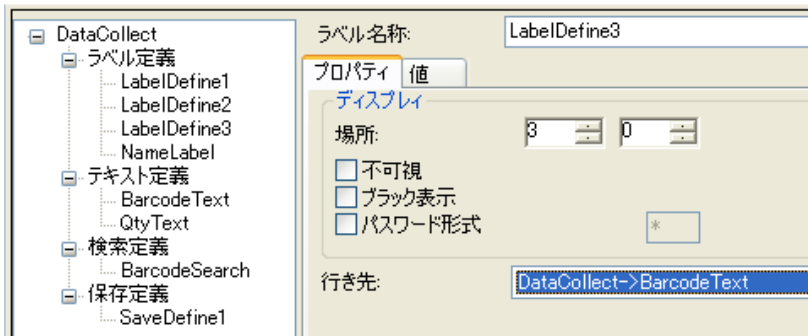 DataCollect
ラベル定義
LabelDefine1
LabelDefine2
LabelDefine3
NameLabel
テキスト定義
BarcodeText
QtyText
検索定義
BarcodeSearch
保存定義
SaveDefine1
ラベル名称: LabelDefine3
プロパティ 値
ディスプレイ
場所: 3 0
不可視
ブラック表示
パスワード形式 *
行き先: DataCollect->BarcodeText